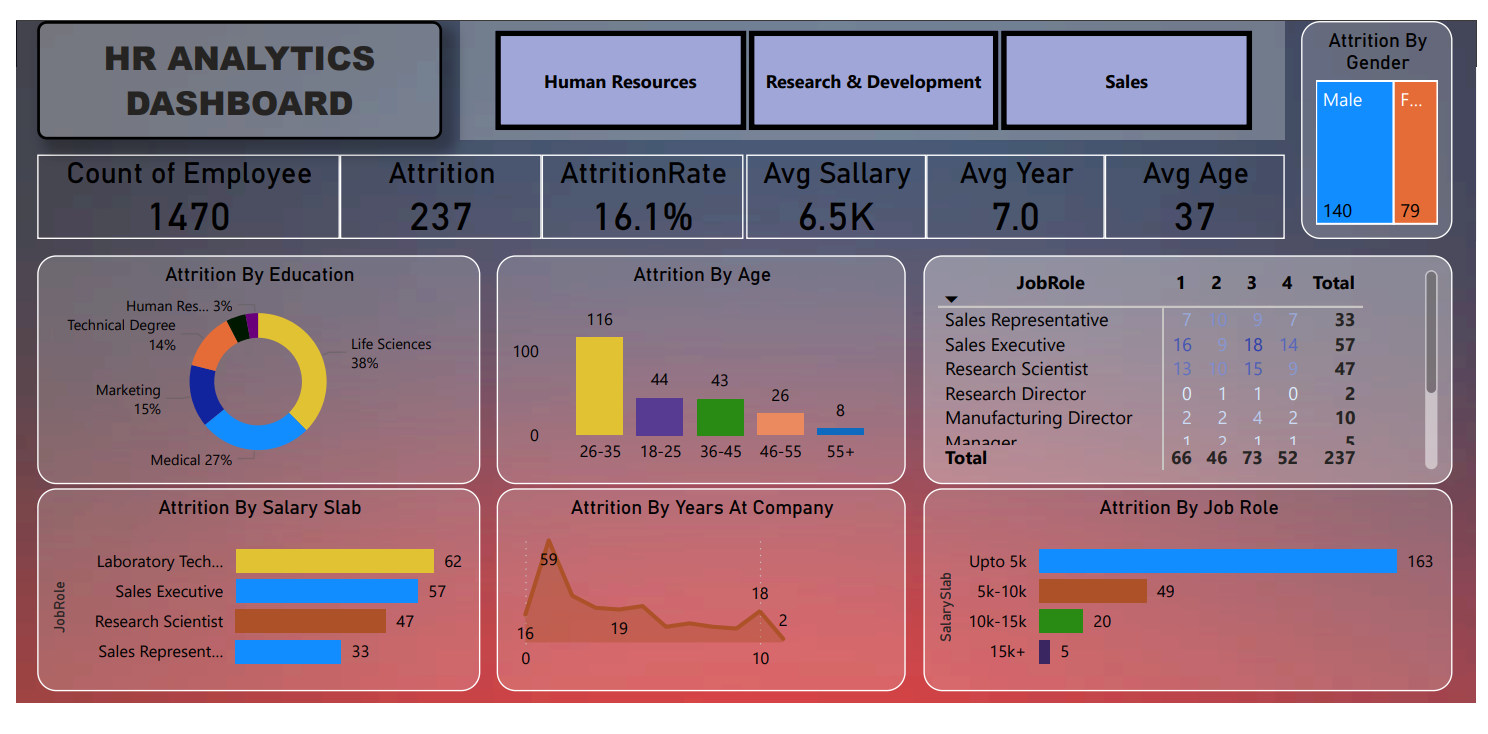 HR ANALYTICS
DASHBOARD
Human Resources
Research & Development
Sales
Attrition By
Gender
Male
F...
140
79
Count of Employee
1470
Attrition
237
AttritionRate
16.1%
Avg Sallary
6.5K
Avg Year
7.0
Avg Age
37
Attrition By Education
Human Res... 3%
Technical Degree
14%
Life Sciences
38%
Marketing
15%
Medical 27%
Attrition By Age
100
0
116
44
43
26
8
26-35
18-25
36-45
46-55
55+
JobRole 1 2 3 4 Total
Sales Representative 7 9 7 33
Sales Executive 16 9 18 14 57
Research Scientist 13 15 9 47
Research Director 0 1 1 0 2
Manufacturing Director 2 2 4 2 10
Manager 1 2 1 1 5
Total 66 46 73 52 237
Attrition By Salary Slab
JobRole
Laboratory Tech... 62
Sales Executive 57
Research Scientist 47
Sales Represent... 33
Attrition By Years At Company
59
18
16
19
2
0
10
Attrition By Job Role
SalarySlab
Upto 5k 163
5k-10k 49
10k-15k 20
15k+ 5